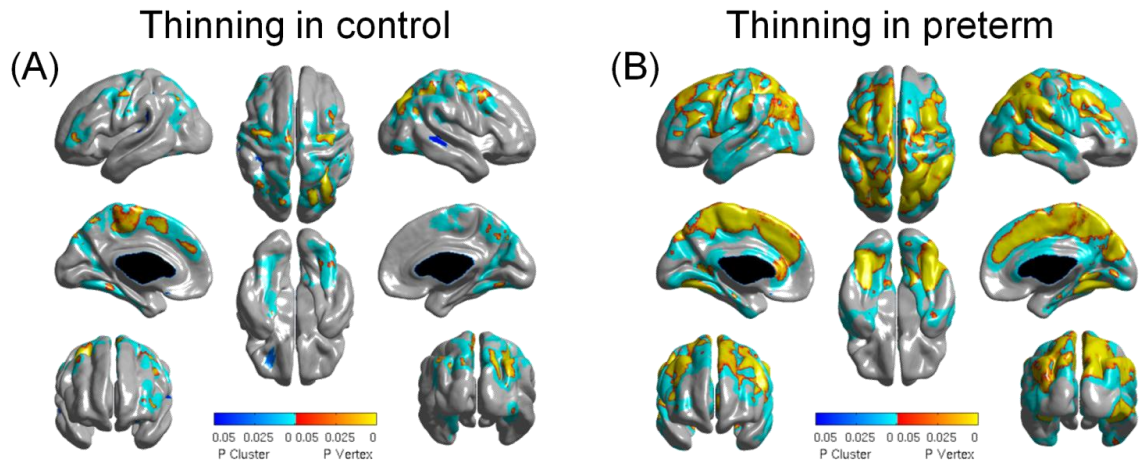 Thinning in control
Thinning in preterm
(A)
(B)
0.05 0.025 0 0.05 0.025 0
P Cluster P Vertex
0.05 0.025 0 0.05 0.025 0
P Cluster P Vertex